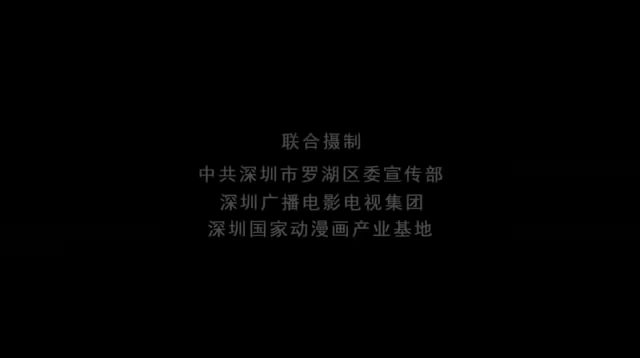 联合摄制
中共深圳市罗湖区委宣传部
深圳广播电影电视集团
深圳国家动漫画产业基地